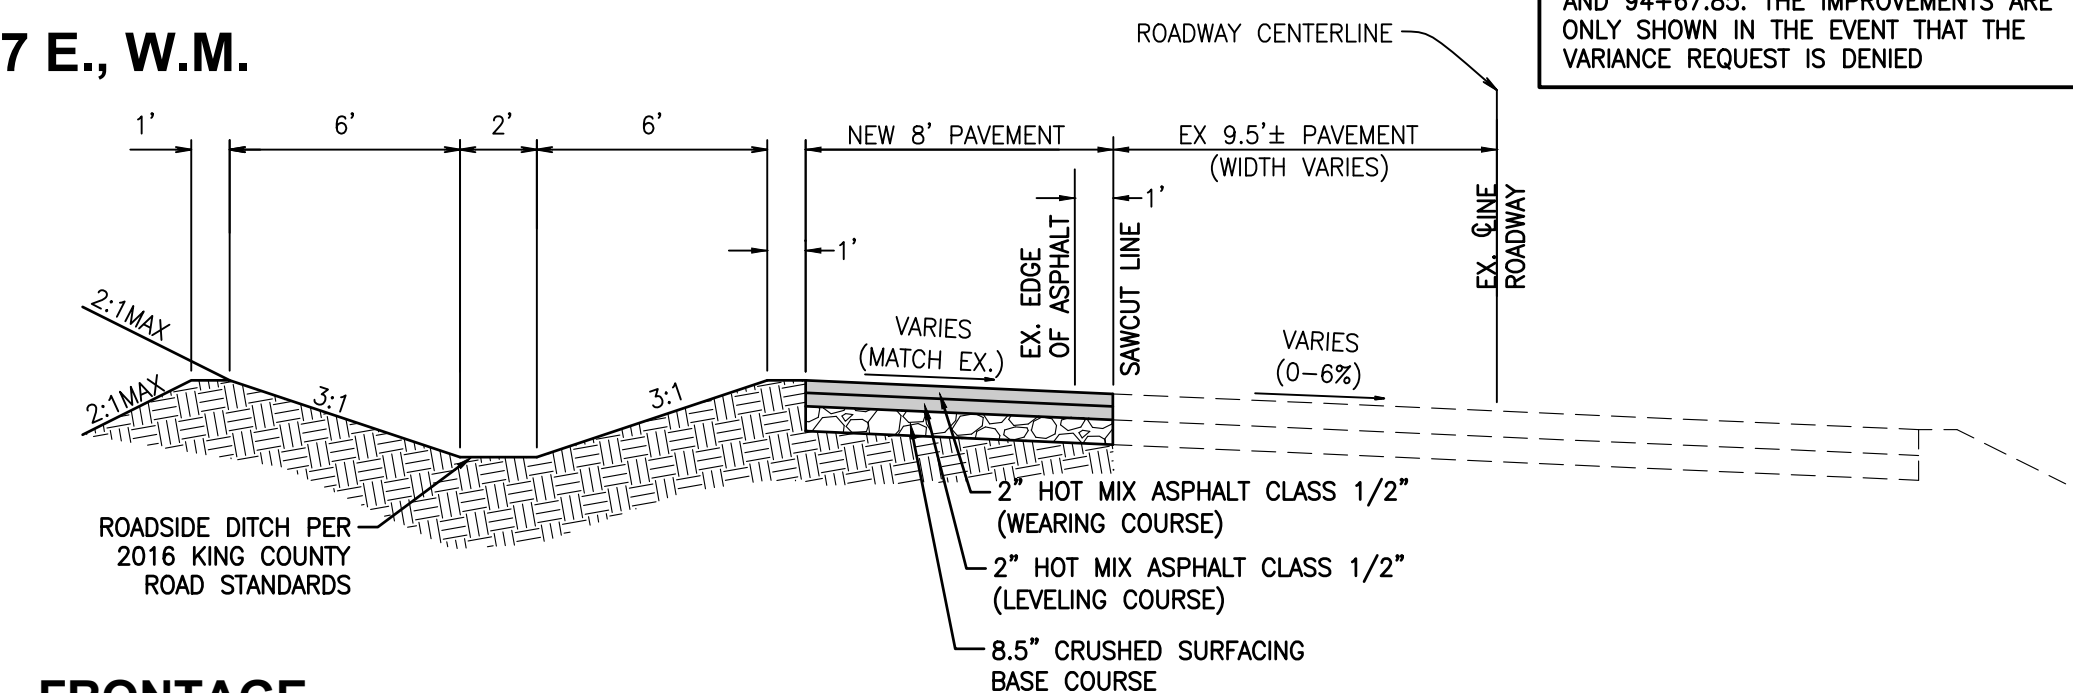 7 E., W.M.
AND 94+67.85. THE IMPROVEMENTS ARE
ONLY SHOWN IN THE EVENT THAT THE
VARIANCE REQUEST IS DENIED
ROADWAY CENTERLINE
1'
6'
2'
6'
NEW 8' PAVEMENT
EX 9.5'± PAVEMENT
(WIDTH VARIES)
1'
1'
EX. EDGE
OF ASPHALT
SAWCUT LINE
EX. ℄LINE
ROADWAY
2:1MAX
2:1MAX
3:1
3:1
VARIES
(MATCH EX.)
VARIES
(0-6%)
ROADSIDE DITCH PER
2016 KING COUNTY
ROAD STANDARDS
2" HOT MIX ASPHALT CLASS 1/2"
(WEARING COURSE)
2" HOT MIX ASPHALT CLASS 1/2"
(LEVELING COURSE)
8.5" CRUSHED SURFACING
BASE COURSE
FRONTAGE